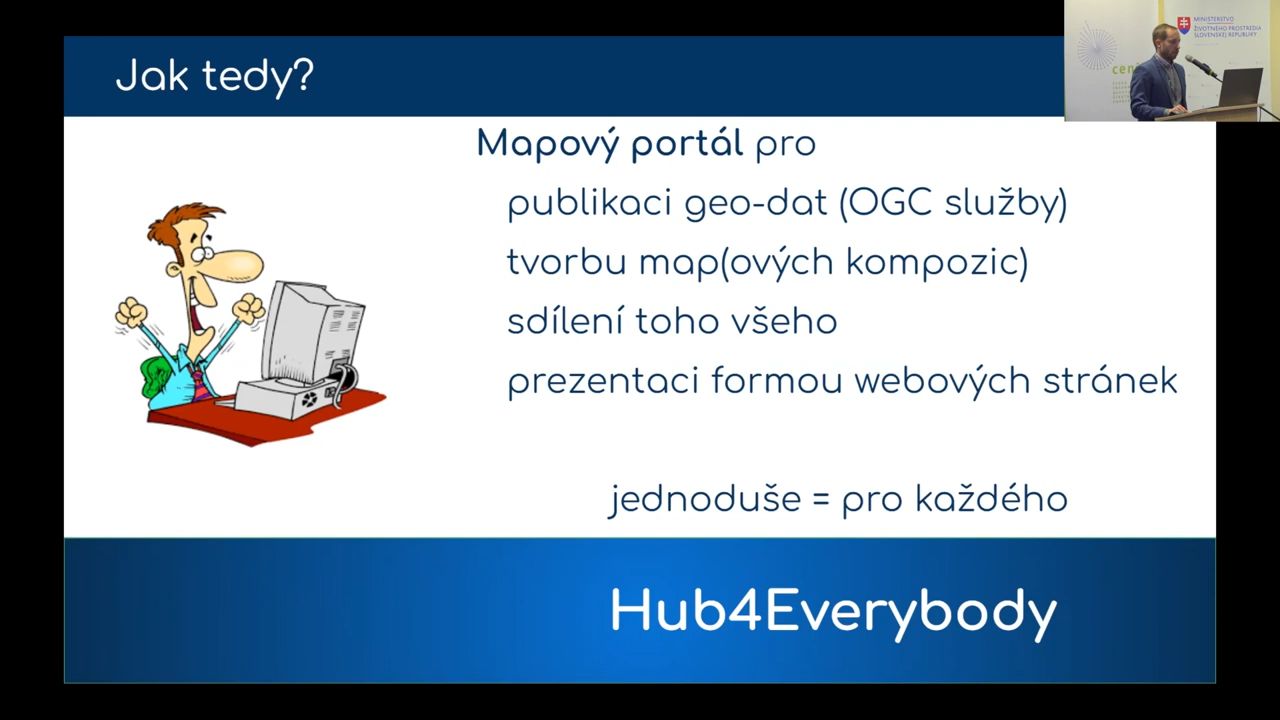 Jak tedy?
MINISTERSTVO
ŽIVOTNÉHO PROSTREDIA
SLOVENSKEJ REPUBLIKY
Mapový portál pro
publikaci geo-dat (OGC služby)
tvorbu map(ových kompozic)
sdílení toho všeho
prezentaci formou webových stránek
jednoduše = pro každého
Hub4Everybody